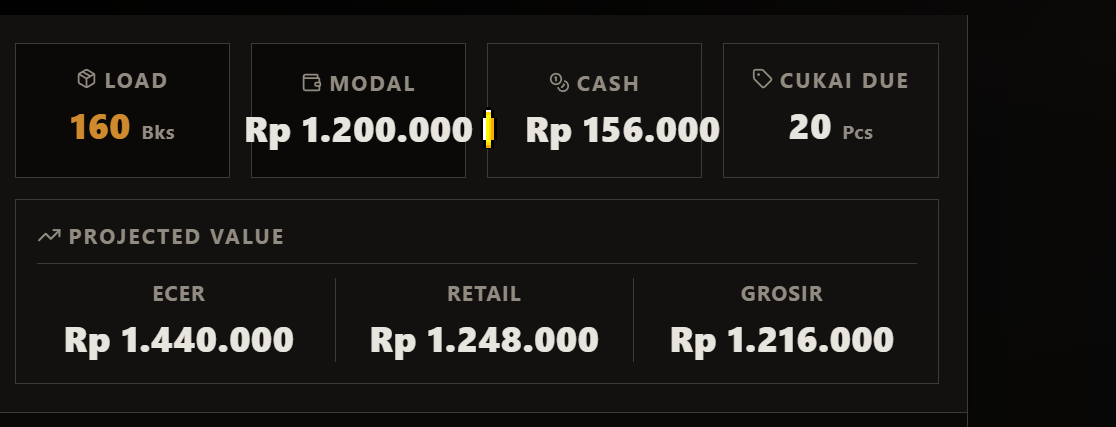 LOAD
160 Bks
MODAL
Rp 1.200.000
CASH
Rp 156.000
CUKAI DUE
20 Pcs
PROJECTED VALUE
ECER
Rp 1.440.000
RETAIL
Rp 1.248.000
GROSIR
Rp 1.216.000